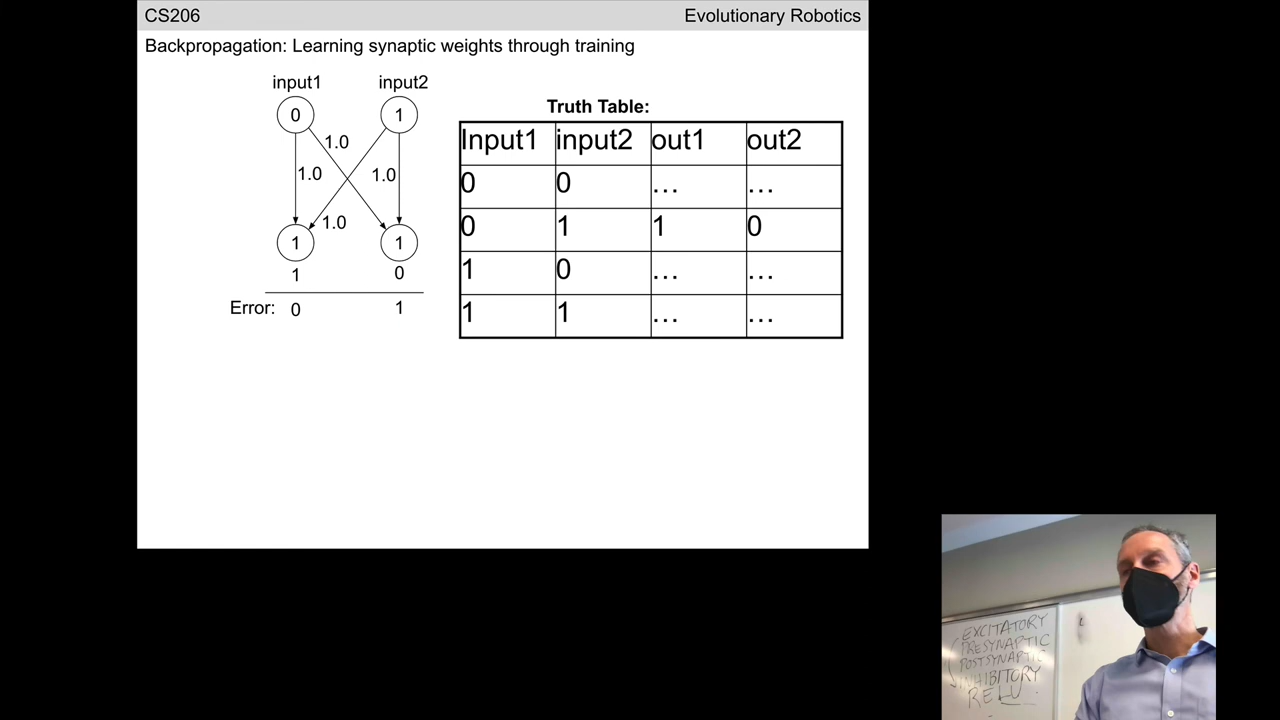 CS206 Evolutionary Robotics
Backpropagation: Learning synaptic weights through training
input1 input2
0 1
1.0
1.0 1.0
1.0
1 1
1 0
Error: 0 1
Truth Table:
Input1 input2 out1 out2
0 0 ... ...
0 1 1 0
1 0 ... ...
1 1 ... ...
EXCITATORY
PRESYNAPTIC
POSTSYNAPTIC
INHIBITORY
RELU